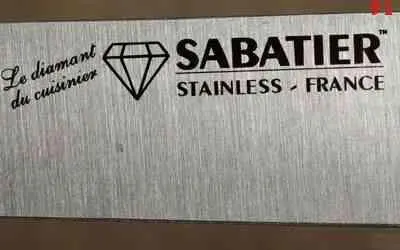 Le diamant
du cuisinier
SABATIER™
STAINLESS - FRANCE